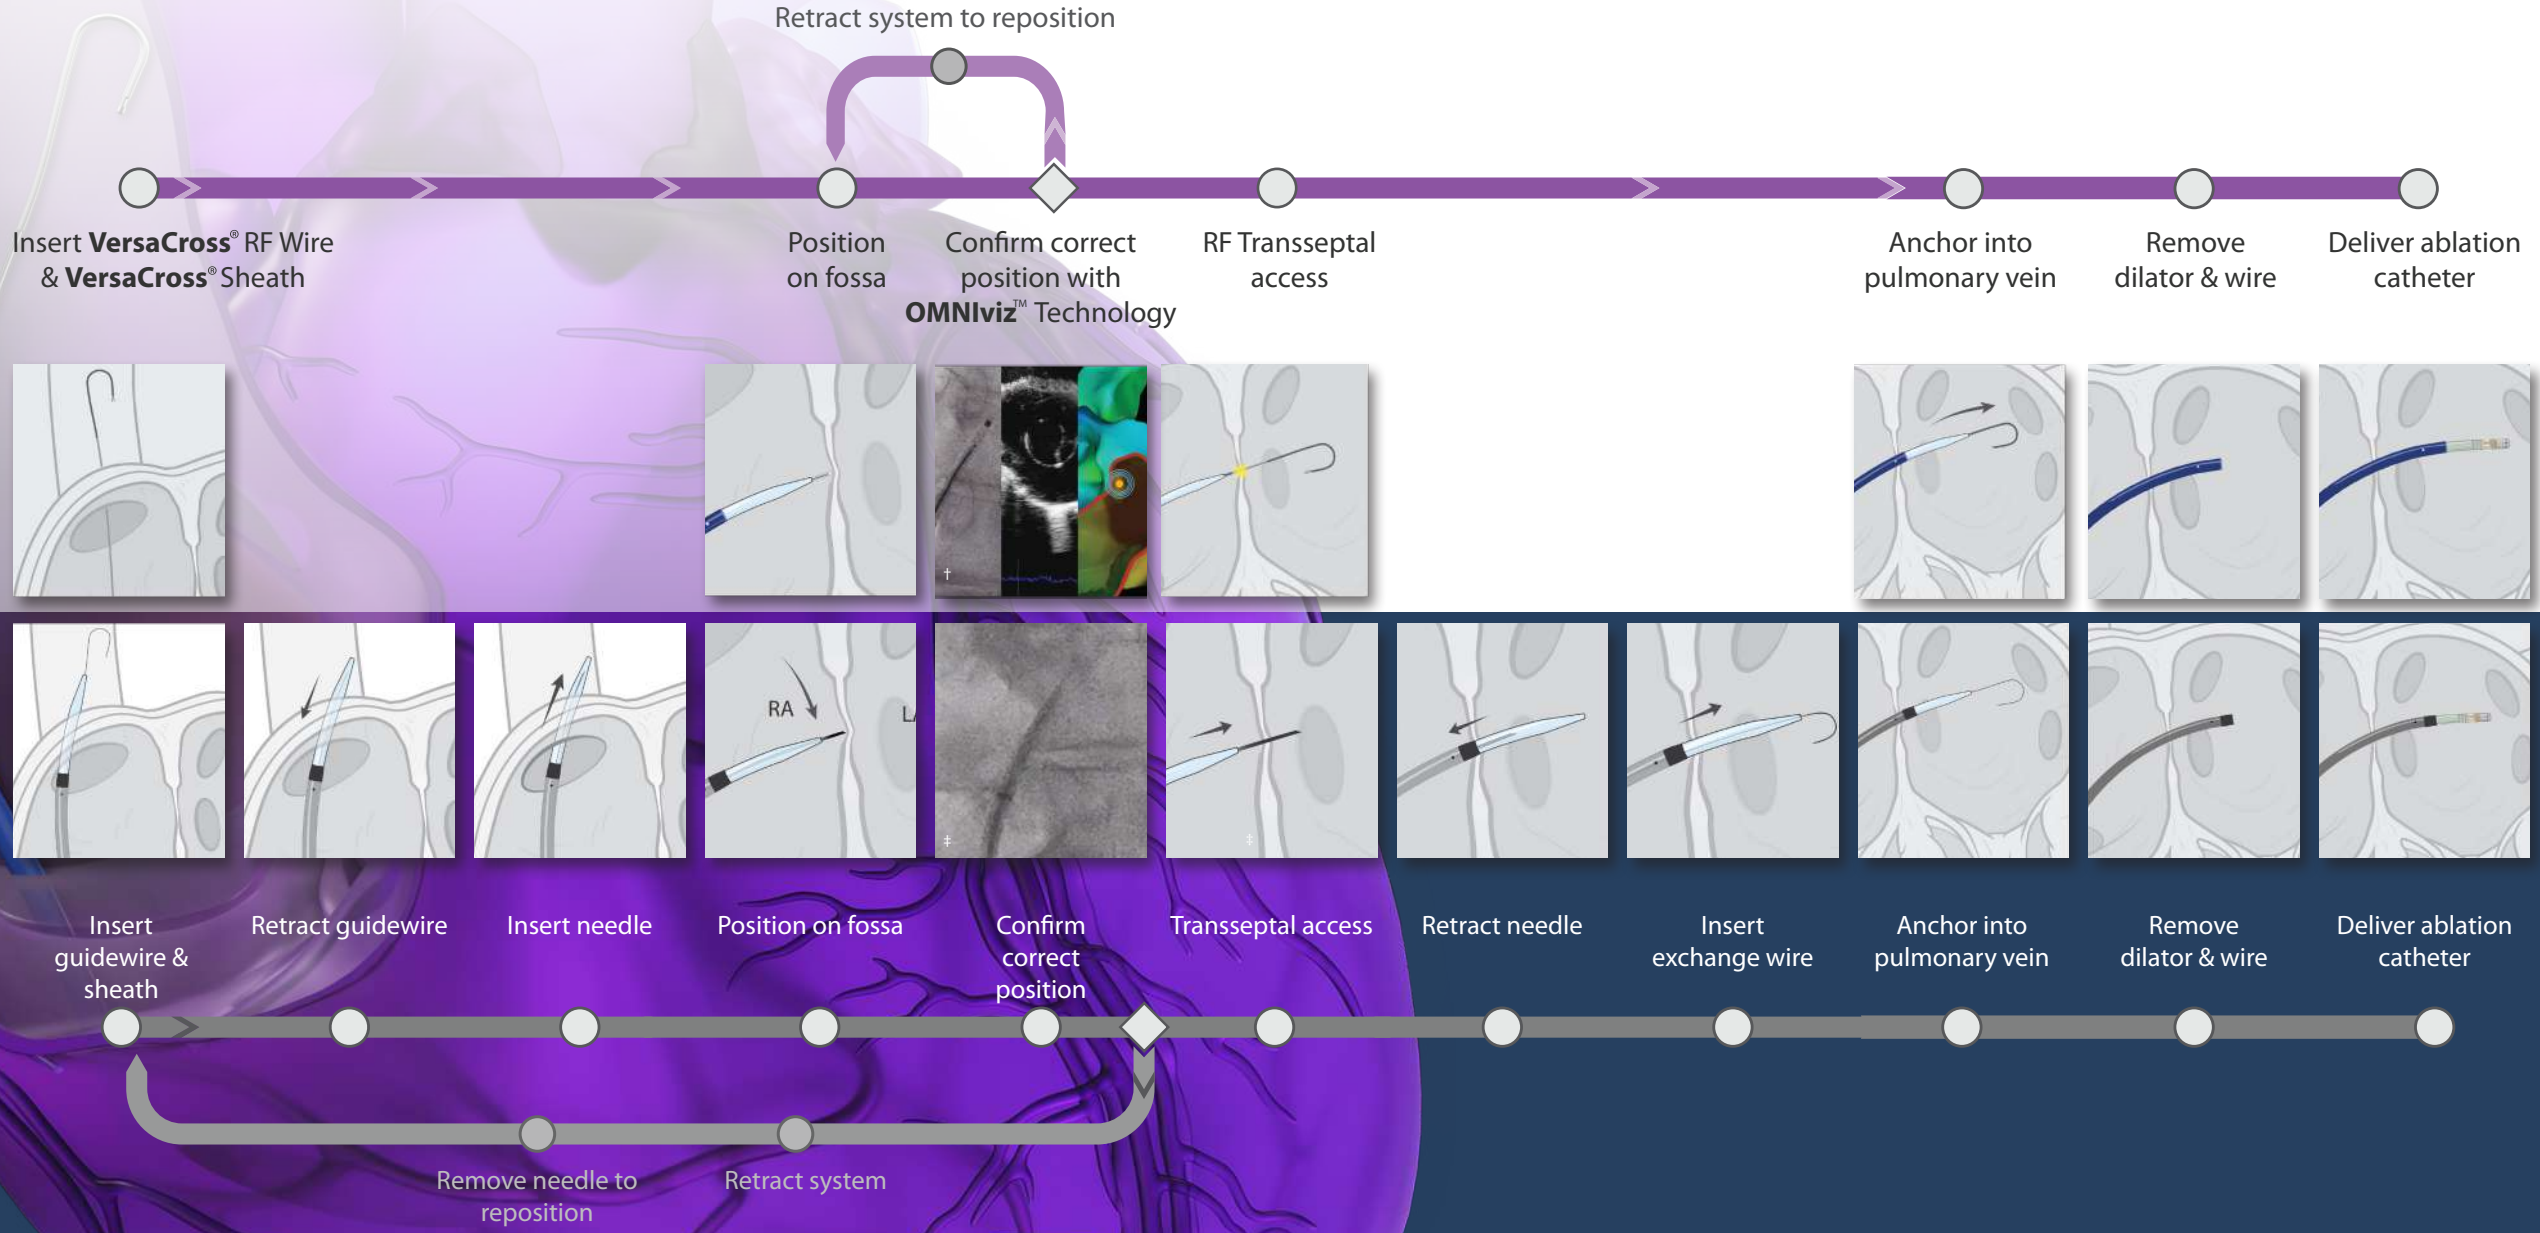 Retract system to reposition
Insert VersaCross® RF Wire
& VersaCross® Sheath
Position
on fossa
Confirm correct
position with
OMNIviz™ Technology
RF Transseptal
access
Anchor into
pulmonary vein
Remove
dilator & wire
Deliver ablation
catheter
†
RA
‡
‡
Insert
guidewire &
sheath
Retract guidewire
Insert needle
Position on fossa
Confirm
correct
position
Transseptal access
Retract needle
Insert
exchange wire
Anchor into
pulmonary vein
Remove
dilator & wire
Deliver ablation
catheter
Remove needle to
reposition
Retract system